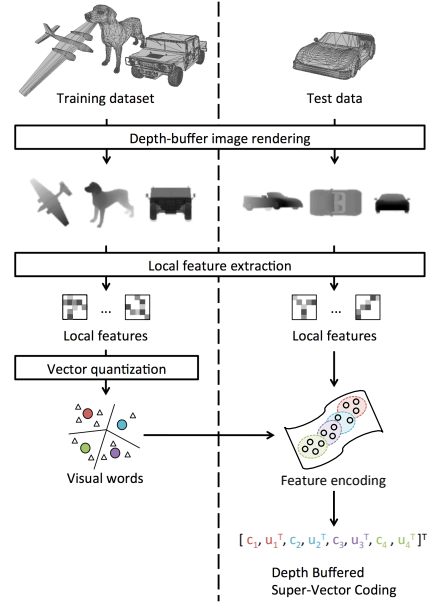 Training dataset
Test data
Depth-buffer image rendering
Local feature extraction
...
...
Local features
Local features
Vector quantization
Visual words
Feature encoding
[ c₁, u₁ᵀ, c₂, u₂ᵀ, c₃, u₃ᵀ, c₄, u₄ᵀ ]ᵀ
Depth Buffered
Super-Vector Coding